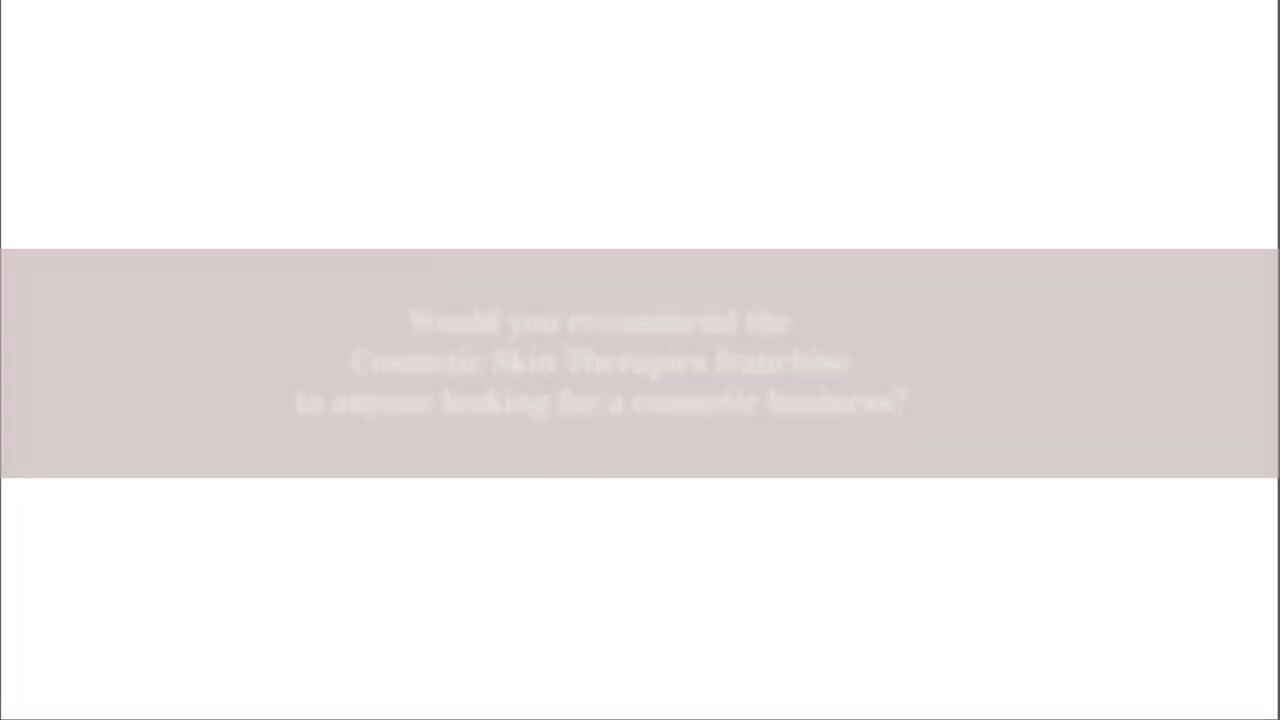 Would you recommend the
Cosmetic Skin Therapies franchise
to anyone looking for a cosmetic business?